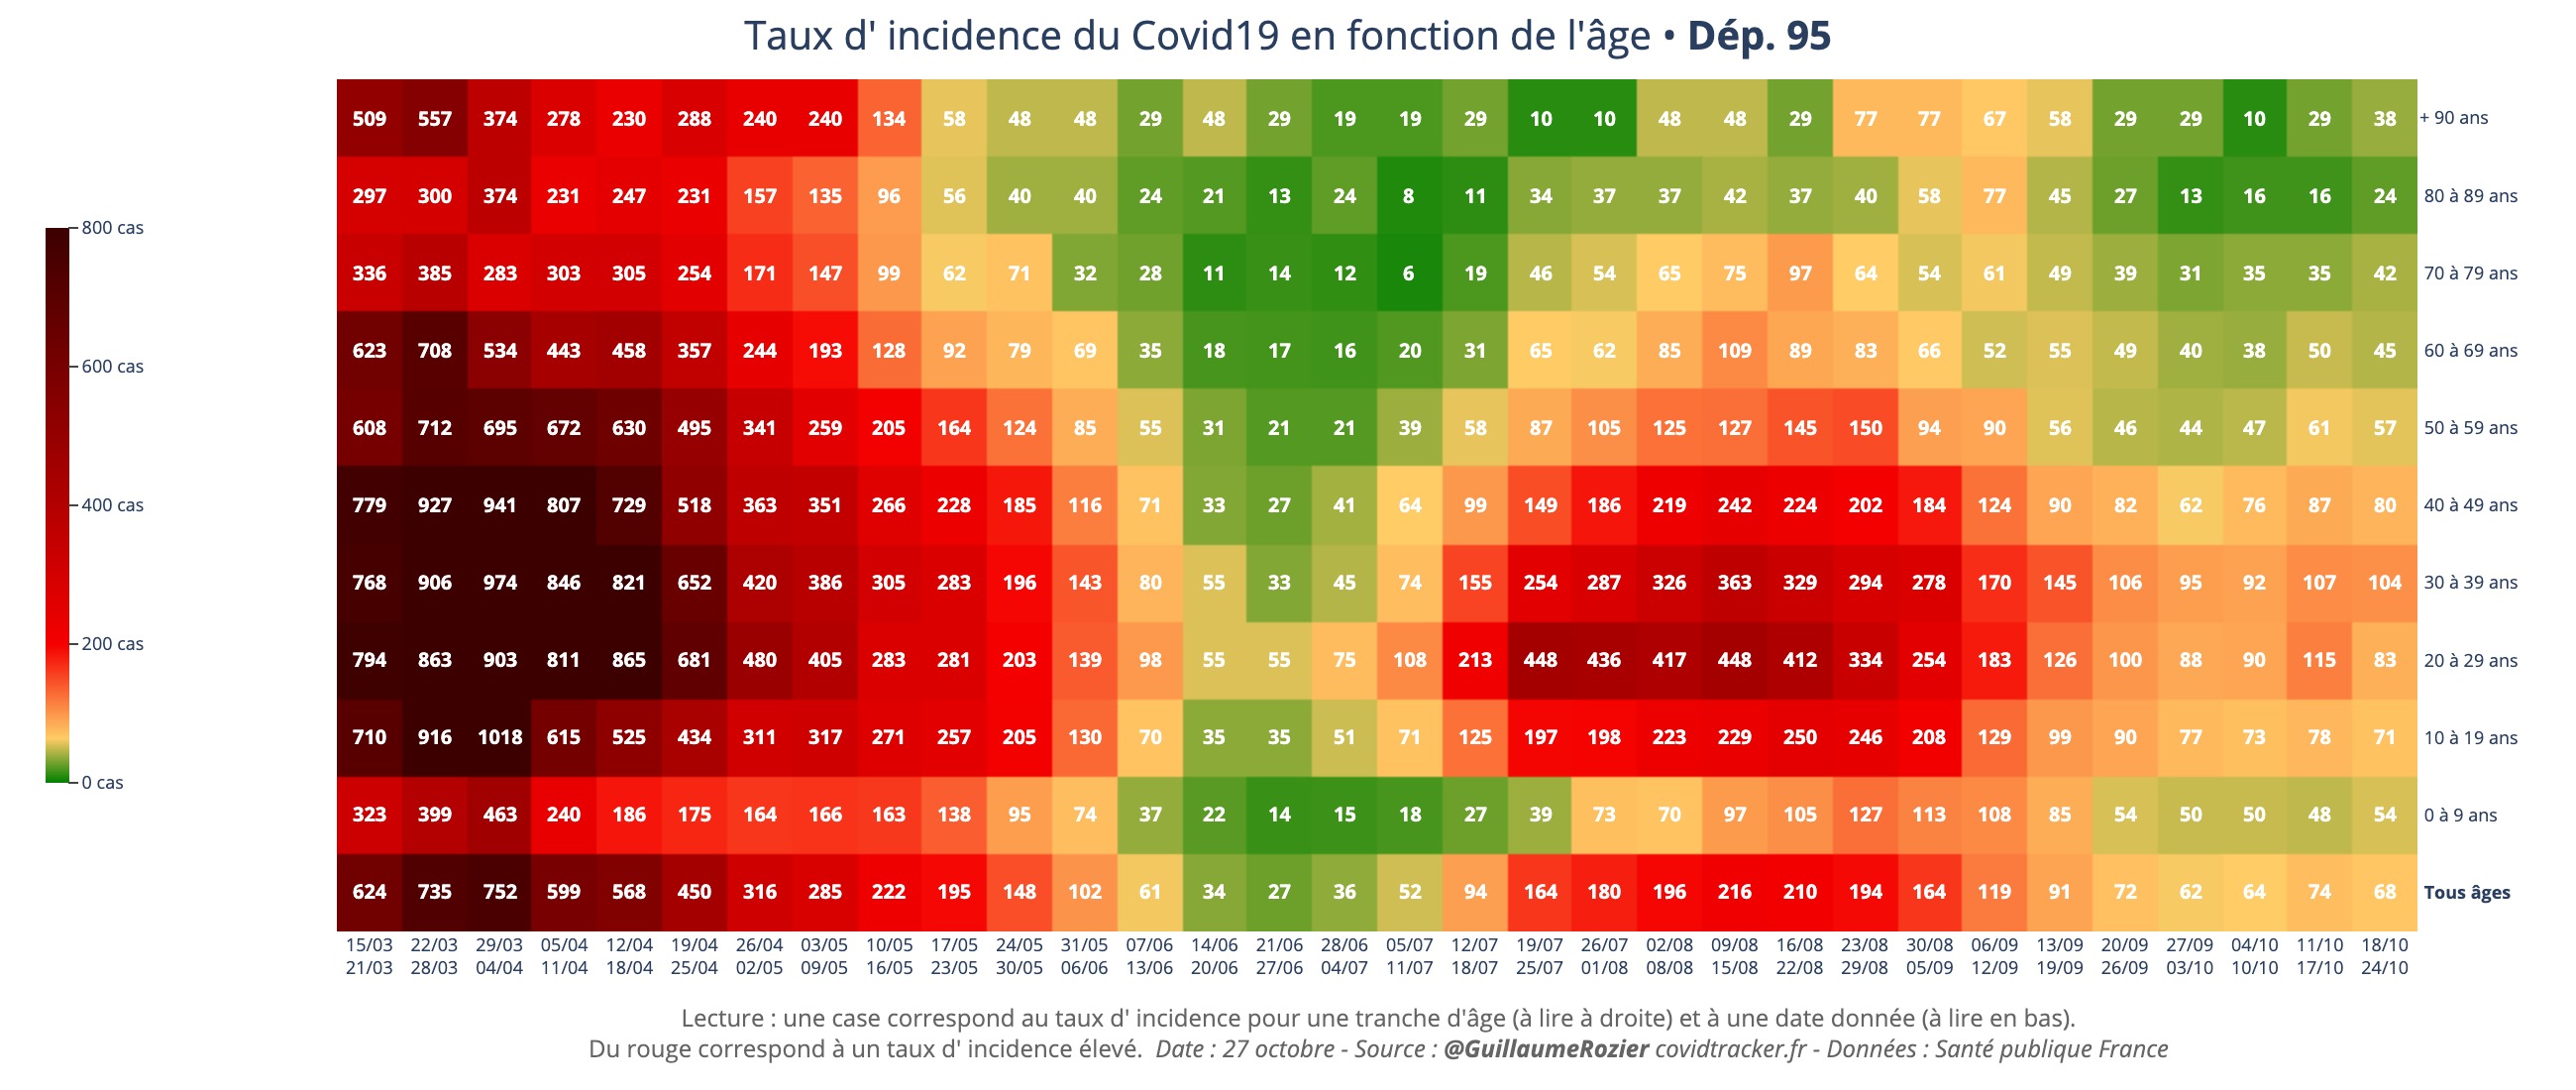 Taux d' incidence du Covid19 en fonction de l'âge • Dép. 95
509 557 374 278 230 288 240 240 134 58 48 48 29 48 29 19 19 29 10 10 48 48 29 77 77 67 58 29 29 10 29 38 + 90 ans
297 300 374 231 247 231 157 135 96 56 40 40 24 21 13 24 8 11 34 37 37 42 37 40 58 77 45 27 13 16 16 24 80 à 89 ans
800 cas
336 385 283 303 305 254 171 147 99 62 71 32 28 11 14 12 6 19 46 54 65 75 97 64 54 61 49 39 31 35 35 42 70 à 79 ans
623 708 534 443 458 357 244 193 128 92 79 69 35 18 17 16 20 31 65 62 85 109 89 83 66 52 55 49 40 38 50 45 60 à 69 ans
600 cas
608 712 695 672 630 495 341 259 205 164 124 85 55 31 21 21 39 58 87 105 125 127 145 150 94 90 56 46 44 47 61 57 50 à 59 ans
400 cas
779 927 941 807 729 518 363 351 266 228 185 116 71 33 27 41 64 99 149 186 219 242 224 202 184 124 90 82 62 76 87 80 40 à 49 ans
768 906 974 846 821 652 420 386 305 283 196 143 80 55 33 45 74 155 254 287 326 363 329 294 278 170 145 106 95 92 107 104 30 à 39 ans
200 cas
794 863 903 811 865 681 480 405 283 281 203 139 98 55 55 75 108 213 448 436 417 448 412 334 254 183 126 100 88 90 115 83 20 à 29 ans
710 916 1018 615 525 434 311 317 271 257 205 130 70 35 35 51 71 125 197 198 223 229 250 246 208 129 99 90 77 73 78 71 10 à 19 ans
0 cas
323 399 463 240 186 175 164 166 163 138 95 74 37 22 14 15 18 27 39 73 70 97 105 127 113 108 85 54 50 50 48 54 0 à 9 ans
624 735 752 599 568 450 316 285 222 195 148 102 61 34 27 36 52 94 164 180 196 216 210 194 164 119 91 72 62 64 74 68 Tous âges
15/03 22/03 29/03 05/04 12/04 19/04 26/04 03/05 10/05 17/05 24/05 31/05 07/06 14/06 21/06 28/06 05/07 12/07 19/07 26/07 02/08 09/08 16/08 23/08 30/08 06/09 13/09 20/09 27/09 04/10 11/10 18/10
21/03 28/03 04/04 11/04 18/04 25/04 02/05 09/05 16/05 23/05 30/05 06/06 13/06 20/06 27/06 04/07 11/07 18/07 25/07 01/08 08/08 15/08 22/08 29/08 05/09 12/09 19/09 26/09 03/10 10/10 17/10 24/10
Lecture : une case correspond au taux d' incidence pour une tranche d'âge (à lire à droite) et à une date donnée (à lire en bas).
Du rouge correspond à un taux d' incidence élevé. Date : 27 octobre - Source : @GuillaumeRozier covidtracker.fr - Données : Santé publique France